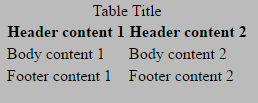 Table Title
Header content 1 Header content 2
Body content 1 Body content 2
Footer content 1 Footer content 2